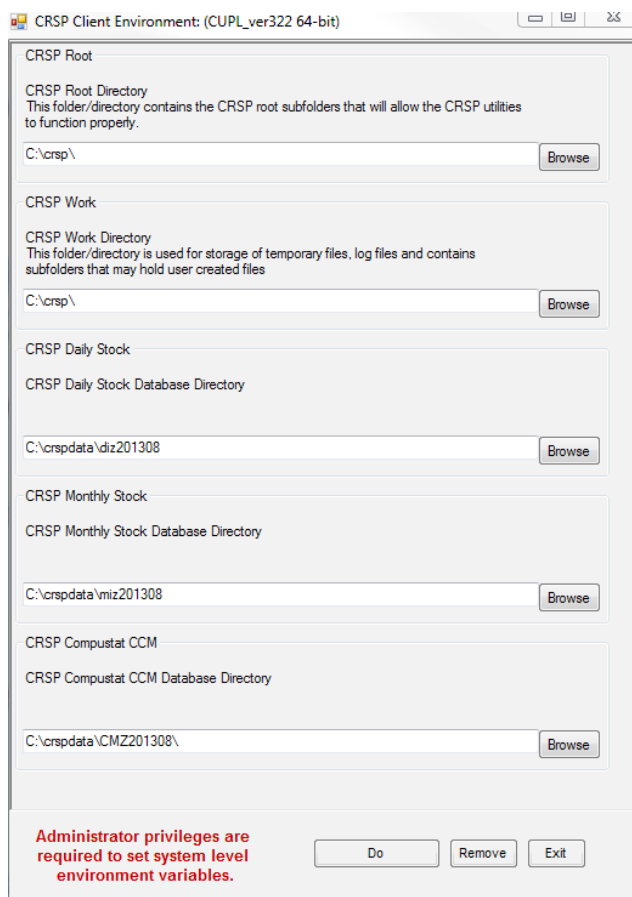 CRSP Client Environment: (CUPL_ver322 64-bit)
CRSP Root
CRSP Root Directory
This folder/directory contains the CRSP root subfolders that will allow the CRSP utilities
to function properly.
C:\crsp\
Browse
CRSP Work
CRSP Work Directory
This folder/directory is used for storage of temporary files, log files and contains
subfolders that may hold user created files
C:\crsp\
Browse
CRSP Daily Stock
CRSP Daily Stock Database Directory
C:\crspdata\diz201308
Browse
CRSP Monthly Stock
CRSP Monthly Stock Database Directory
C:\crspdata\miz201308
Browse
CRSP Compustat CCM
CRSP Compustat CCM Database Directory
C:\crspdata\CMZ201308\
Browse
Administrator privileges are
required to set system level
environment variables.
Do
Remove
Exit